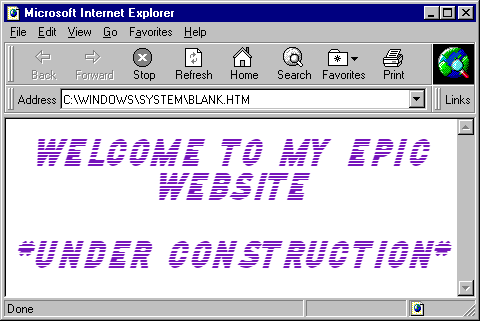 Microsoft Internet Explorer
File Edit View Go Favorites Help
Back Forward Stop Refresh Home Search Favorites Print
Address C:\WINDOWS\SYSTEM\BLANK.HTM Links
WELCOME TO MY EPIC
WEBSITE
*UNDER CONSTRUCTION*
Done